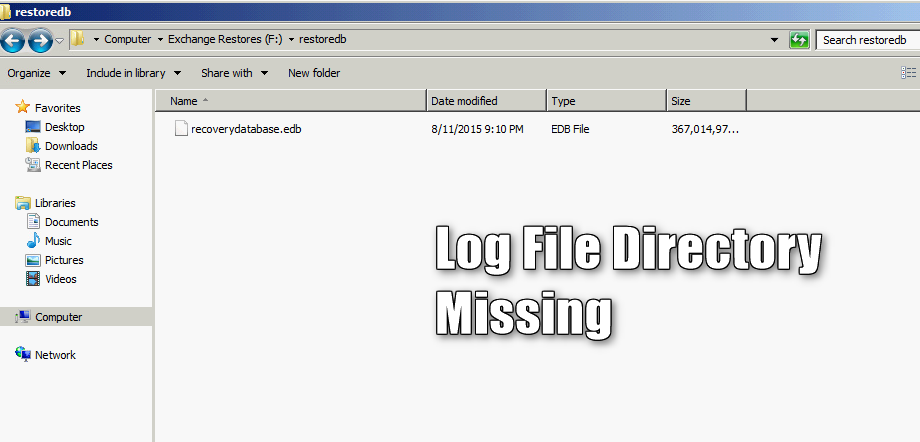 restoredb
Computer Exchange Restores (F:) restoredb
Search restoredb
Organize Include in library Share with New folder
Name Date modified Type Size
recoverydatabase.edb 8/11/2015 9:10 PM EDB File 367,014,97...
Favorites
Desktop
Downloads
Recent Places
Libraries
Documents
Music
Pictures
Videos
Computer
Network
Log File Directory
Missing